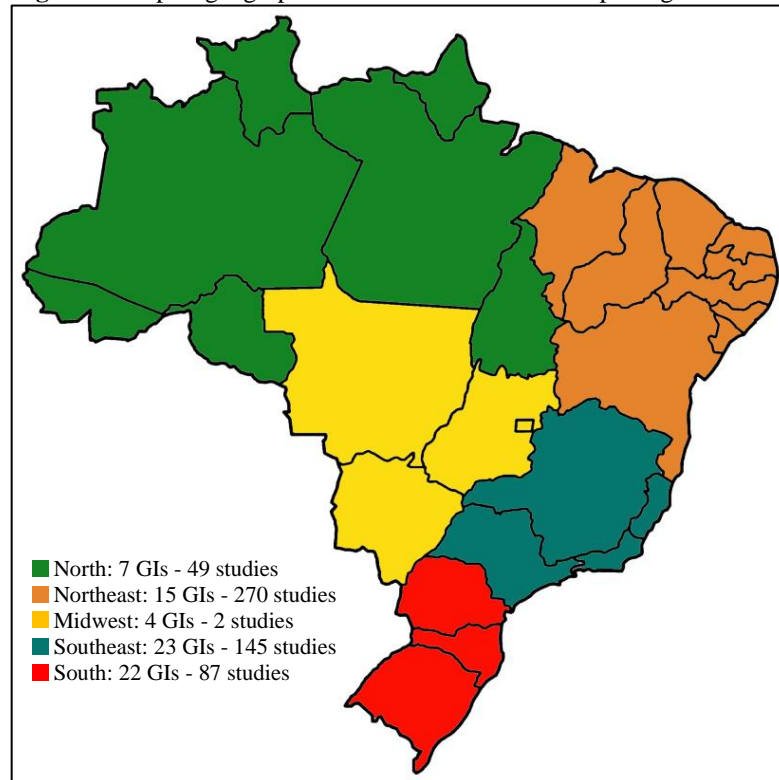 North: 7 GIs - 49 studies
Northeast: 15 GIs - 270 studies
Midwest: 4 GIs - 2 studies
Southeast: 23 GIs - 145 studies
South: 22 GIs - 87 studies